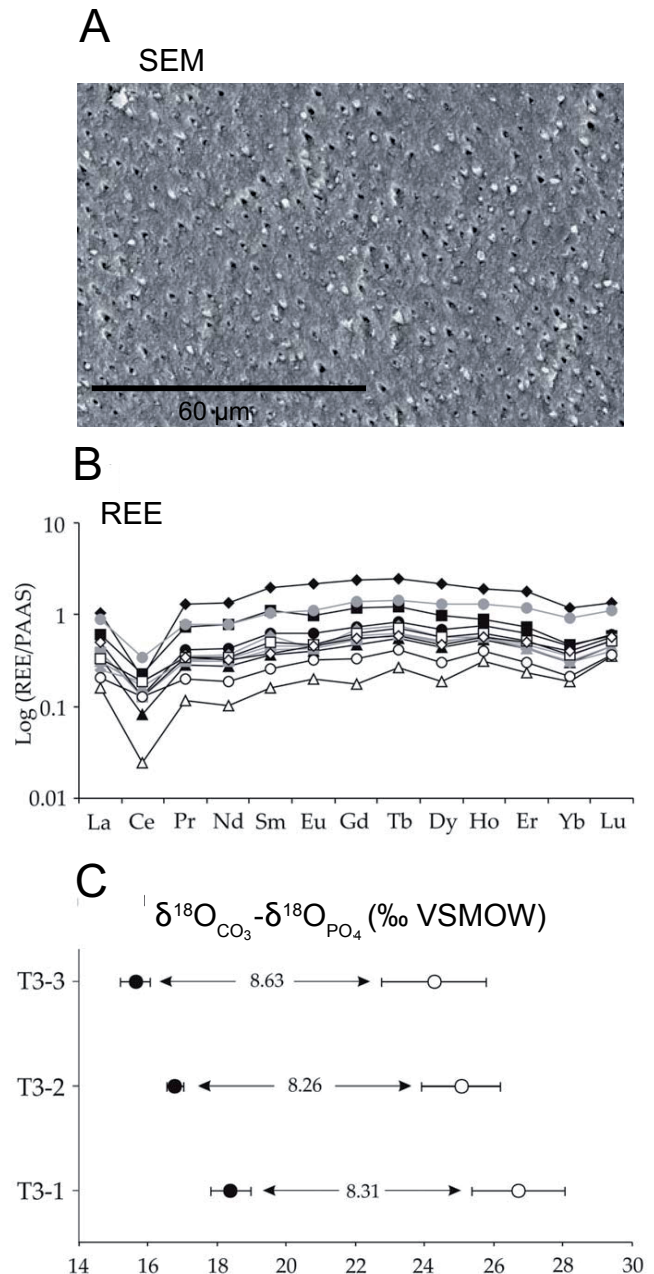 A
SEM
60 µm
B
REE
10
1
0.1
0.01
Log (REE/PAAS)
La Ce Pr Nd Sm Eu Gd Tb Dy Ho Er Yb Lu
C
δ¹⁸O_CO₃-δ¹⁸O_PO₄ (‰ VSMOW)
T3-3
8.63
T3-2
8.26
T3-1
8.31
14 16 18 20 22 24 26 28 30